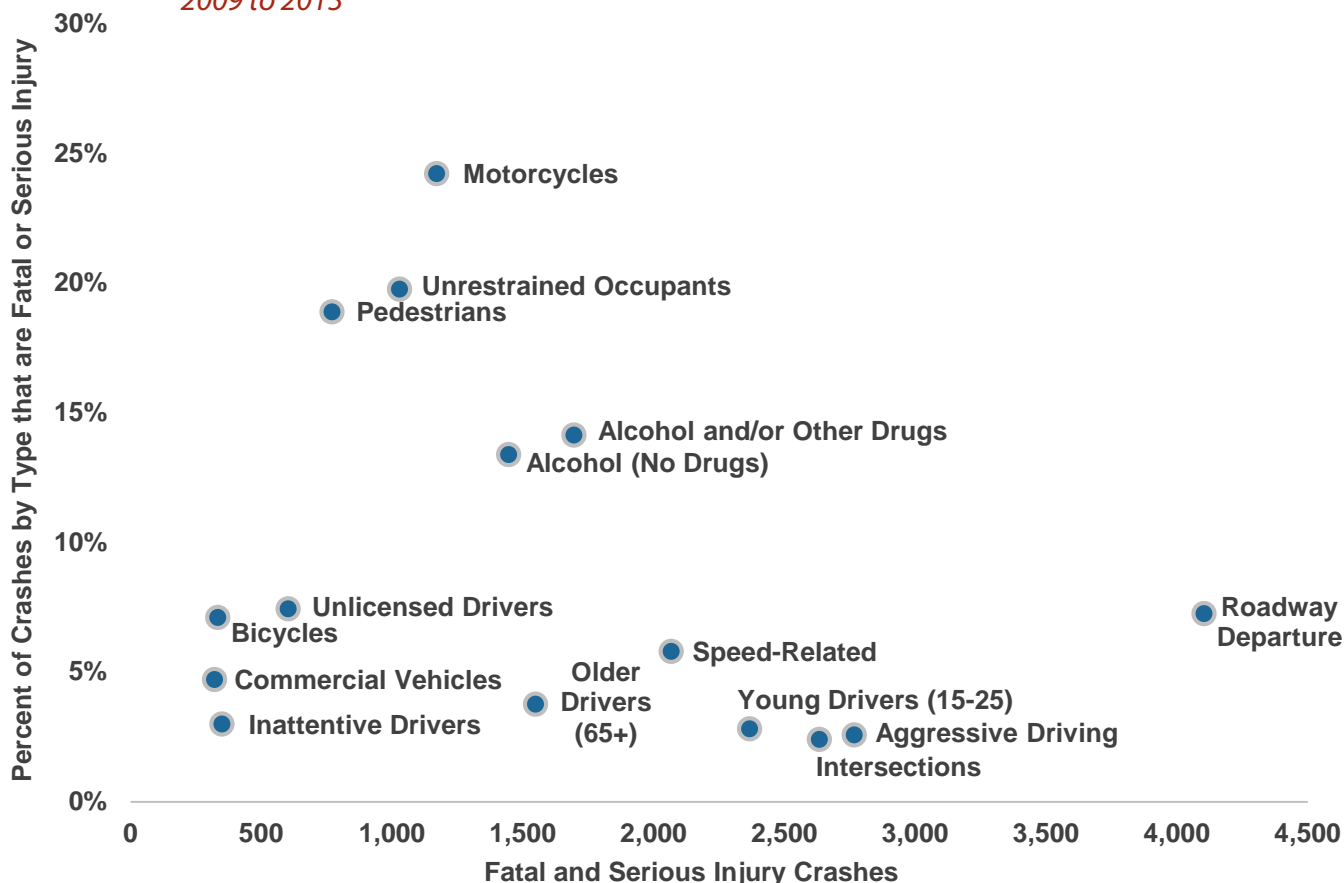 2009 to 2013
30%
25%
20%
15%
10%
5%
0%
Percent of Crashes by Type that are Fatal or Serious Injury
Motorcycles
Unrestrained Occupants
Pedestrians
Alcohol and/or Other Drugs
Alcohol (No Drugs)
Unlicensed Drivers
Bicycles
Roadway
Departure
Speed-Related
Commercial Vehicles
Older
Drivers
(65+)
Inattentive Drivers
Young Drivers (15-25)
Aggressive Driving
Intersections
0 500 1,000 1,500 2,000 2,500 3,000 3,500 4,000 4,500
Fatal and Serious Injury Crashes